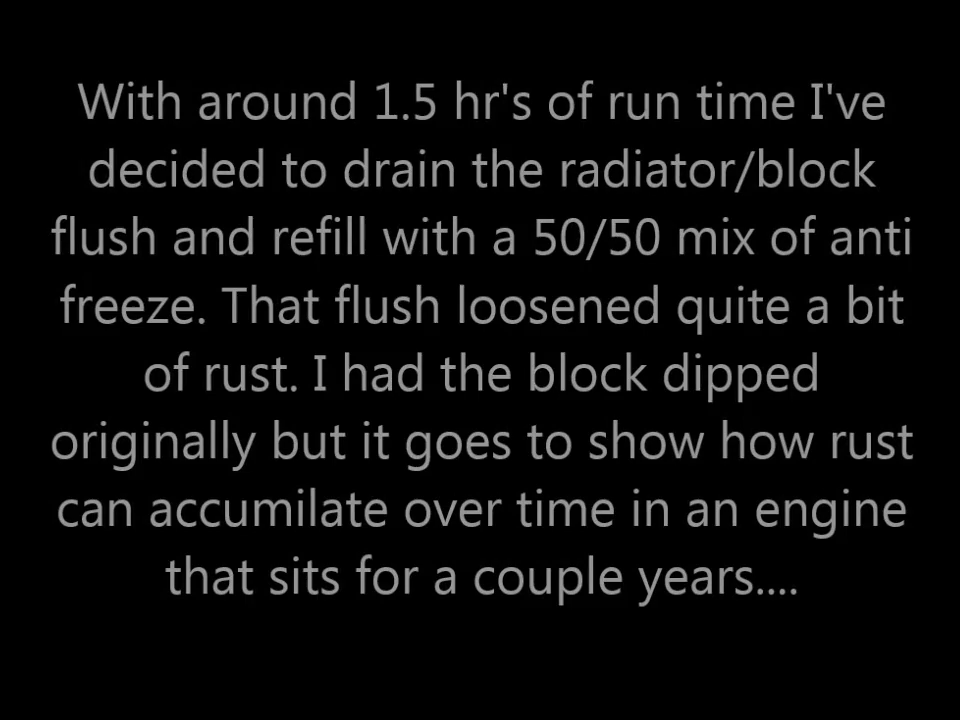 With around 1.5 hr's of run time I've
decided to drain the radiator/block
flush and refill with a 50/50 mix of anti
freeze. That flush loosened quite a bit
of rust. I had the block dipped
originally but it goes to show how rust
can accumilate over time in an engine
that sits for a couple years....